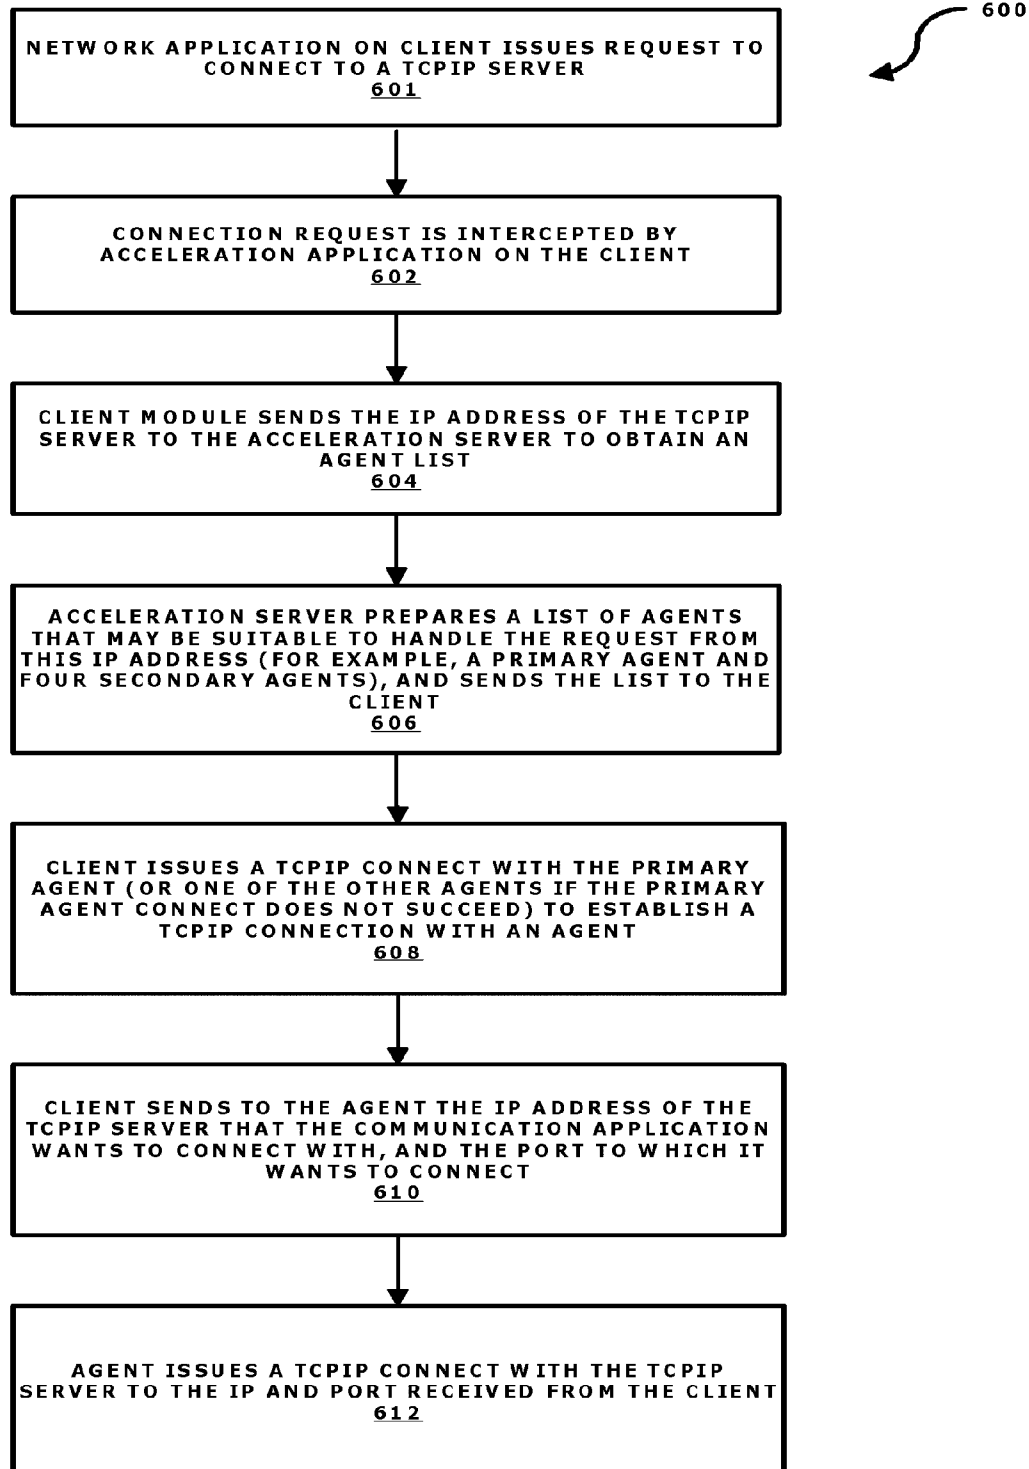 600
NETWORK APPLICATION ON CLIENT ISSUES REQUEST TO
CONNECT TO A TCPIP SERVER
601
CONNECTION REQUEST IS INTERCEPTED BY
ACCELERATION APPLICATION ON THE CLIENT
602
CLIENT MODULE SENDS THE IP ADDRESS OF THE TCPIP
SERVER TO THE ACCELERATION SERVER TO OBTAIN AN
AGENT LIST
604
ACCELERATION SERVER PREPARES A LIST OF AGENTS
THAT MAY BE SUITABLE TO HANDLE THE REQUEST FROM
THIS IP ADDRESS (FOR EXAMPLE, A PRIMARY AGENT AND
FOUR SECONDARY AGENTS), AND SENDS THE LIST TO THE
CLIENT
606
CLIENT ISSUES A TCPIP CONNECT WITH THE PRIMARY
AGENT (OR ONE OF THE OTHER AGENTS IF THE PRIMARY
AGENT CONNECT DOES NOT SUCCEED) TO ESTABLISH A
TCPIP CONNECTION WITH AN AGENT
608
CLIENT SENDS TO THE AGENT THE IP ADDRESS OF THE
TCPIP SERVER THAT THE COMMUNICATION APPLICATION
WANTS TO CONNECT WITH, AND THE PORT TO WHICH IT
WANTS TO CONNECT
610
AGENT ISSUES A TCPIP CONNECT WITH THE TCPIP
SERVER TO THE IP AND PORT RECEIVED FROM THE CLIENT
612